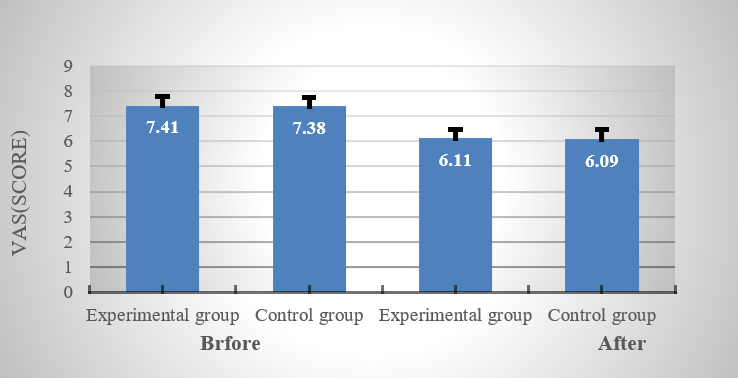 VAS(SCORE)
9
8
7
6
5
4
3
2
1
0
7.41
7.38
6.11
6.09
Experimental group
Control group
Experimental group
Control group
Brfore
After